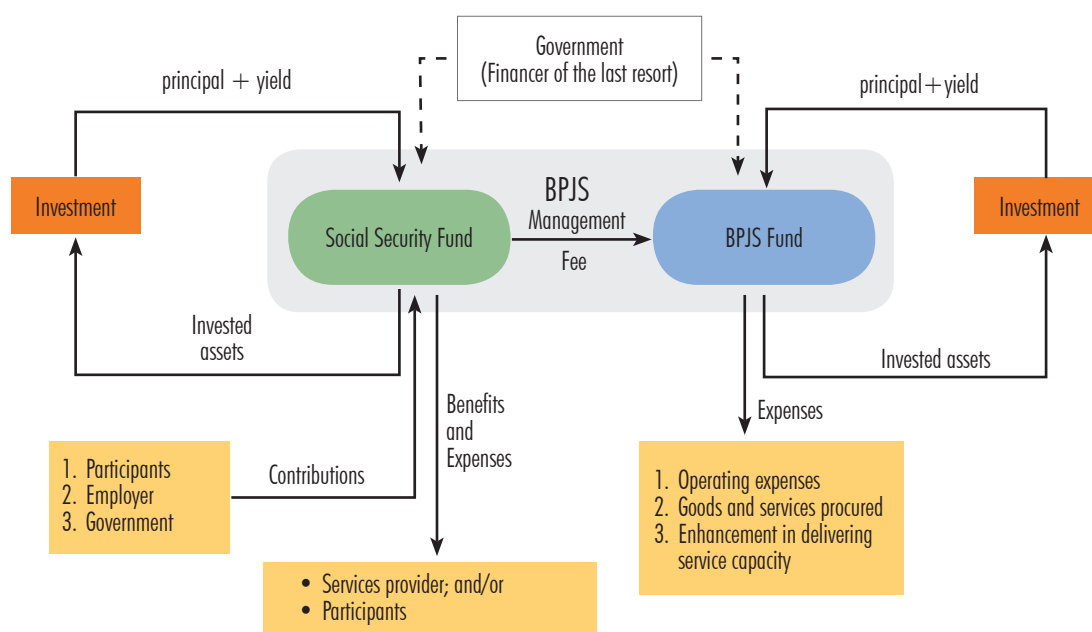 Government
(Financer of the last resort)
principal + yield
principal+yield
Investment
BPJS
Management
Fee
Social Security Fund
BPJS Fund
Investment
Invested
assets
Invested assets
Benefits
and
Expenses
Expenses
1. Participants
2. Employer
3. Government
Contributions
1. Operating expenses
2. Goods and services procured
3. Enhancement in delivering
service capacity
• Services provider; and/or
• Participants